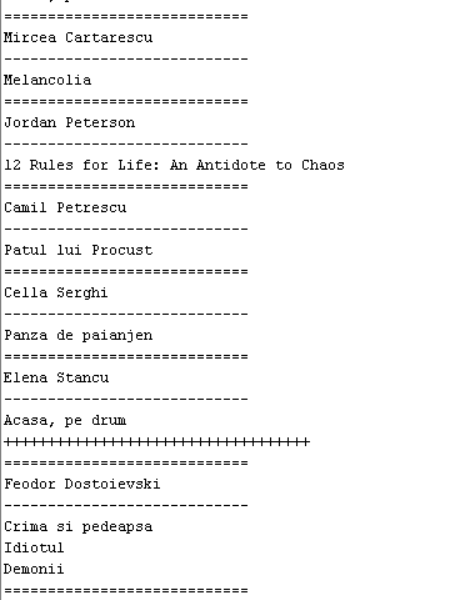 ============================
Mircea Cartarescu
----------------------------
Melancolia
============================
Jordan Peterson
----------------------------
12 Rules for Life: An Antidote to Chaos
============================
Camil Petrescu
----------------------------
Patul lui Procust
============================
Cella Serghi
----------------------------
Panza de paianjen
============================
Elena Stancu
----------------------------
Acasa, pe drum
+++++++++++++++++++++++++++++++++++
============================
Feodor Dostoievski
----------------------------
Crima si pedeapsa
Idiotul
Demonii
============================